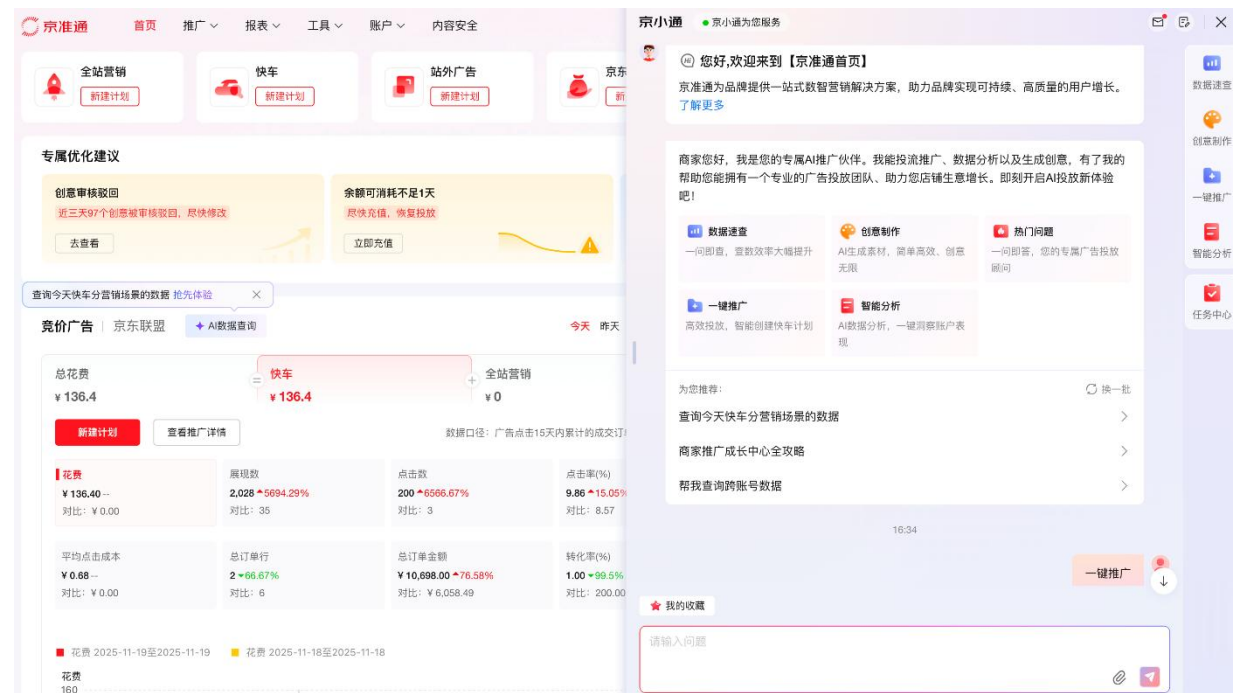 京准通
首页
推广
报表
工具
账户
内容安全
全站营销
新建计划
快车
新建计划
站外广告
新建计划
京东
新
专属优化建议
创意审核驳回
近三天97个创意被审核驳回，尽快修改
去查看
余额可消耗不足1天
尽快充值，恢复投放
立即充值
查询今天快车分营销场景的数据 抢先体验
竞价广告
京东联盟
AI数据查询
今天 昨天
总花费
¥ 136.4
=
快车
¥ 136.4
+
全站营销
¥ 0
新建计划
查看推广详情
数据口径：广告点击15天内累计的成交订
花费
¥ 136.40 --
对比：¥ 0.00
展现数
2,028 5694.29%
对比：35
点击数
200 6566.67%
对比：3
点击率(%)
9.86 15.05%
对比：8.57
平均点击成本
¥ 0.68 --
对比：¥ 0.00
总订单行
2 66.67%
对比：6
总订单金额
¥ 10,698.00 76.58%
对比：¥ 6,058.49
转化率(%)
1.00 99.5%
对比：200.00
花费 2025-11-19至2025-11-19
花费 2025-11-18至2025-11-18
花费
160
京小通
京小通为您服务
Hi 您好,欢迎来到【京准通首页】
京准通为品牌提供一站式数智营销解决方案，助力品牌实现可持续、高质量的用户增长。
了解更多
商家您好，我是您的专属AI推广伙伴。我能投流推广、数据分析以及生成创意，有了我的
帮助您能拥有一个专业的广告投放团队、助力您店铺生意增长。即刻开启AI投放新体验
吧！
数据速查
一问即查，查数效率大幅提升
创意制作
AI生成素材，简单高效、创意
无限
热门问题
一问即答，您的专属广告投放
顾问
一键推广
高效投放，智能创建快车计划
智能分析
AI数据分析，一键洞察账户表
现
为您推荐：
换一批
查询今天快车分营销场景的数据
商家推广成长中心全攻略
帮我查询跨账号数据
16:34
一键推广
我的收藏
请输入问题
数据速查
创意制作
一键推广
智能分析
任务中心